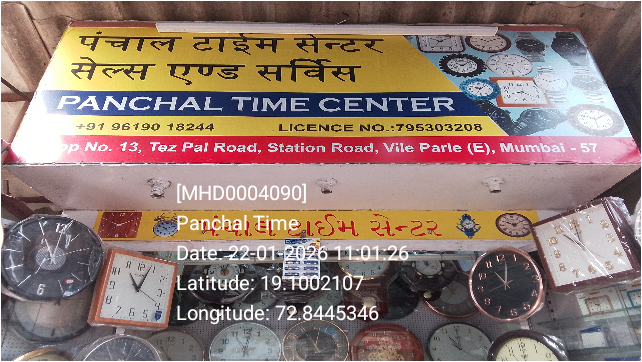 पंचाल टाईम सेन्टर
सेल्स एण्ड सर्विस
PANCHAL TIME CENTER
+91 96190 18244 LICENCE NO.:795303208
op No. 13, Tez Pal Road, Station Road, Vile Parle (E), Mumbai - 57
[MHD0004090]
Panchal Time
પંચાલ ટાઈમ સેન્ટર
Date: 22-01-2026 11:01:26
Latitude: 19.1002107
Longitude: 72.8445346